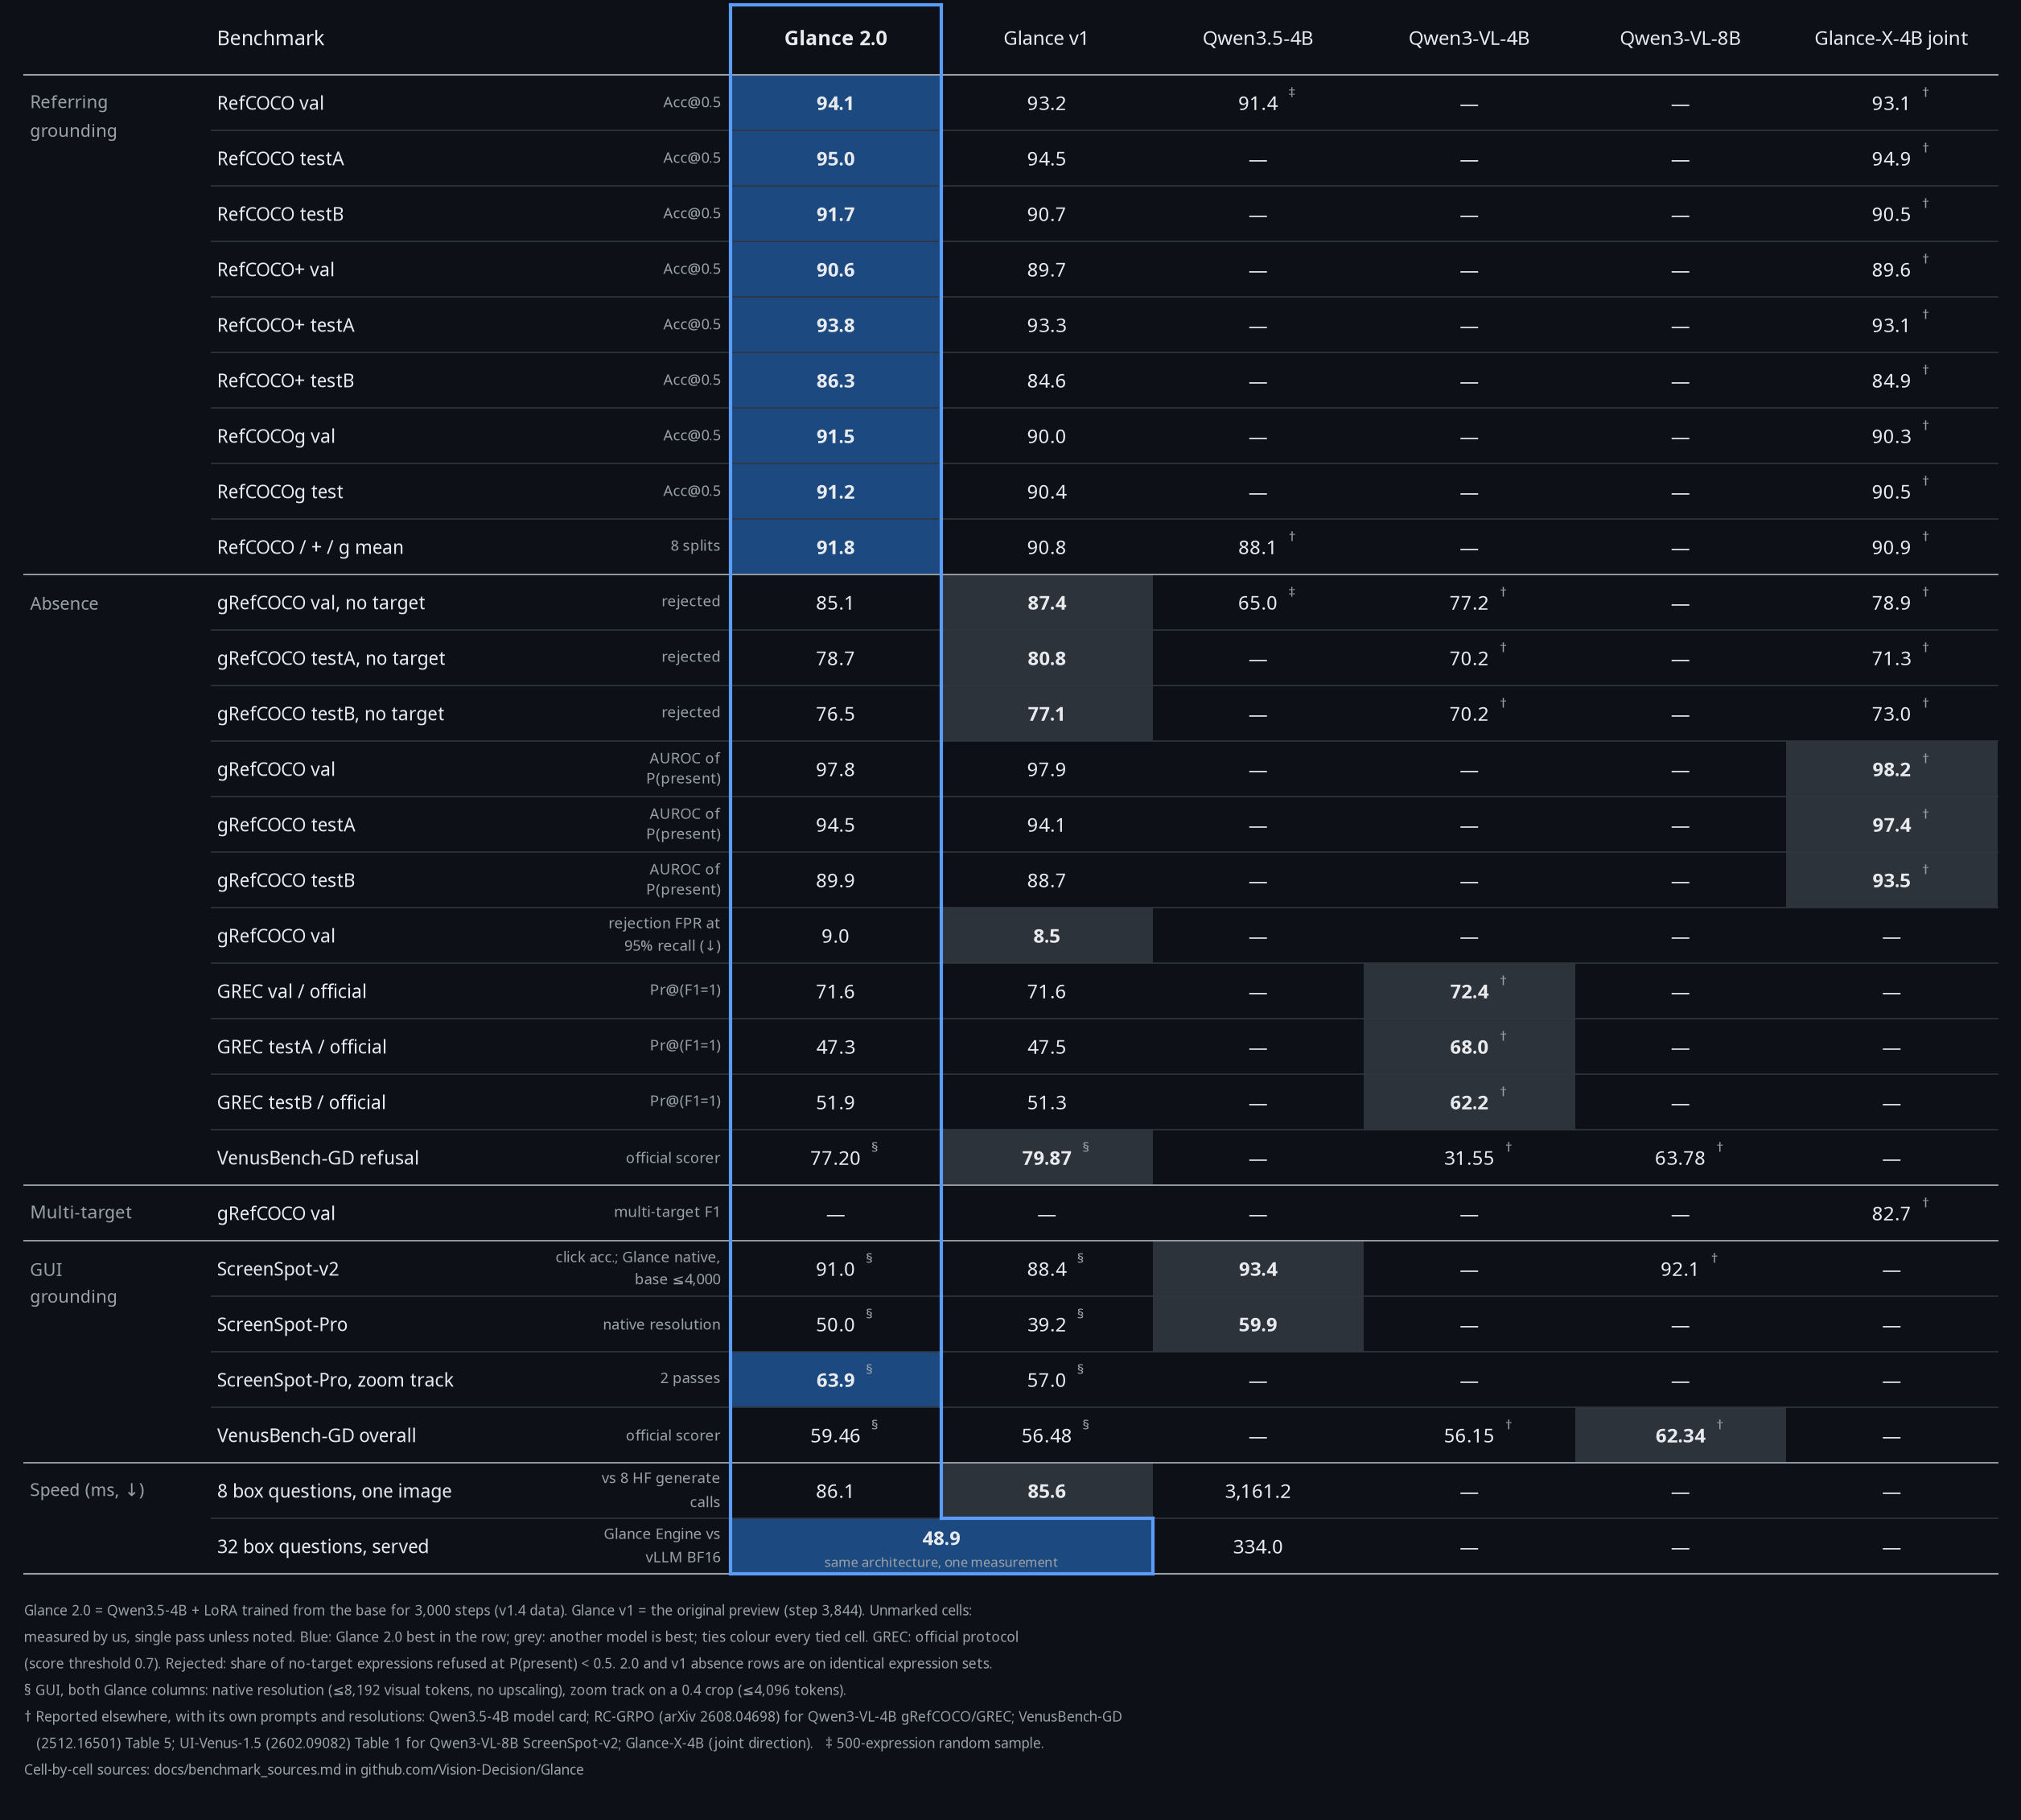 Benchmark Glance 2.0 Glance v1 Qwen3.5-4B Qwen3-VL-4B Qwen3-VL-8B Glance-X-4B joint
Referring grounding
RefCOCO val Acc@0.5 94.1 93.2 91.4 ‡ — — 93.1 †
RefCOCO testA Acc@0.5 95.0 94.5 — — — 94.9 †
RefCOCO testB Acc@0.5 91.7 90.7 — — — 90.5 †
RefCOCO+ val Acc@0.5 90.6 89.7 — — — 89.6 †
RefCOCO+ testA Acc@0.5 93.8 93.3 — — — 93.1 †
RefCOCO+ testB Acc@0.5 86.3 84.6 — — — 84.9 †
RefCOCOg val Acc@0.5 91.5 90.0 — — — 90.3 †
RefCOCOg test Acc@0.5 91.2 90.4 — — — 90.5 †
RefCOCO / + / g mean 8 splits 91.8 90.8 88.1 † — — 90.9 †
Absence
gRefCOCO val, no target rejected 85.1 87.4 65.0 ‡ 77.2 † — 78.9 †
gRefCOCO testA, no target rejected 78.7 80.8 — 70.2 † — 71.3 †
gRefCOCO testB, no target rejected 76.5 77.1 — 70.2 † — 73.0 †
gRefCOCO val AUROC of P(present) 97.8 97.9 — — — 98.2 †
gRefCOCO testA AUROC of P(present) 94.5 94.1 — — — 97.4 †
gRefCOCO testB AUROC of P(present) 89.9 88.7 — — — 93.5 †
gRefCOCO val rejection FPR at 95% recall (↓) 9.0 8.5 — — — —
GREC val / official Pr@(F1=1) 71.6 71.6 — 72.4 † — —
GREC testA / official Pr@(F1=1) 47.3 47.5 — 68.0 † — —
GREC testB / official Pr@(F1=1) 51.9 51.3 — 62.2 † — —
VenusBench-GD refusal official scorer 77.20 § 79.87 § — 31.55 † 63.78 † —
Multi-target
gRefCOCO val multi-target F1 — — — — — 82.7 †
GUI grounding
ScreenSpot-v2 click acc.; Glance native, base ≤4,000 91.0 § 88.4 § 93.4 — 92.1 † —
ScreenSpot-Pro native resolution 50.0 § 39.2 § 59.9 — — —
ScreenSpot-Pro, zoom track 2 passes 63.9 § 57.0 § — — — —
VenusBench-GD overall official scorer 59.46 § 56.48 § — 56.15 † 62.34 † —
Speed (ms, ↓)
8 box questions, one image vs 8 HF generate calls 86.1 85.6 3,161.2 — — —
32 box questions, served Glance Engine vs vLLM BF16 48.9 same architecture, one measurement 334.0 — — —
Glance 2.0 = Qwen3.5-4B + LoRA trained from the base for 3,000 steps (v1.4 data). Glance v1 = the original preview (step 3,844). Unmarked cells:
measured by us, single pass unless noted. Blue: Glance 2.0 best in the row; grey: another model is best; ties colour every tied cell. GREC: official protocol
(score threshold 0.7). Rejected: share of no-target expressions refused at P(present) < 0.5. 2.0 and v1 absence rows are on identical expression sets.
§ GUI, both Glance columns: native resolution (≤8,192 visual tokens, no upscaling), zoom track on a 0.4 crop (≤4,096 tokens).
† Reported elsewhere, with its own prompts and resolutions: Qwen3.5-4B model card; RC-GRPO (arXiv 2608.04698) for Qwen3-VL-4B gRefCOCO/GREC; VenusBench-GD
(2512.16501) Table 5; UI-Venus-1.5 (2602.09082) Table 1 for Qwen3-VL-8B ScreenSpot-v2; Glance-X-4B (joint direction). ‡ 500-expression random sample.
Cell-by-cell sources: docs/benchmark_sources.md in github.com/Vision-Decision/Glance